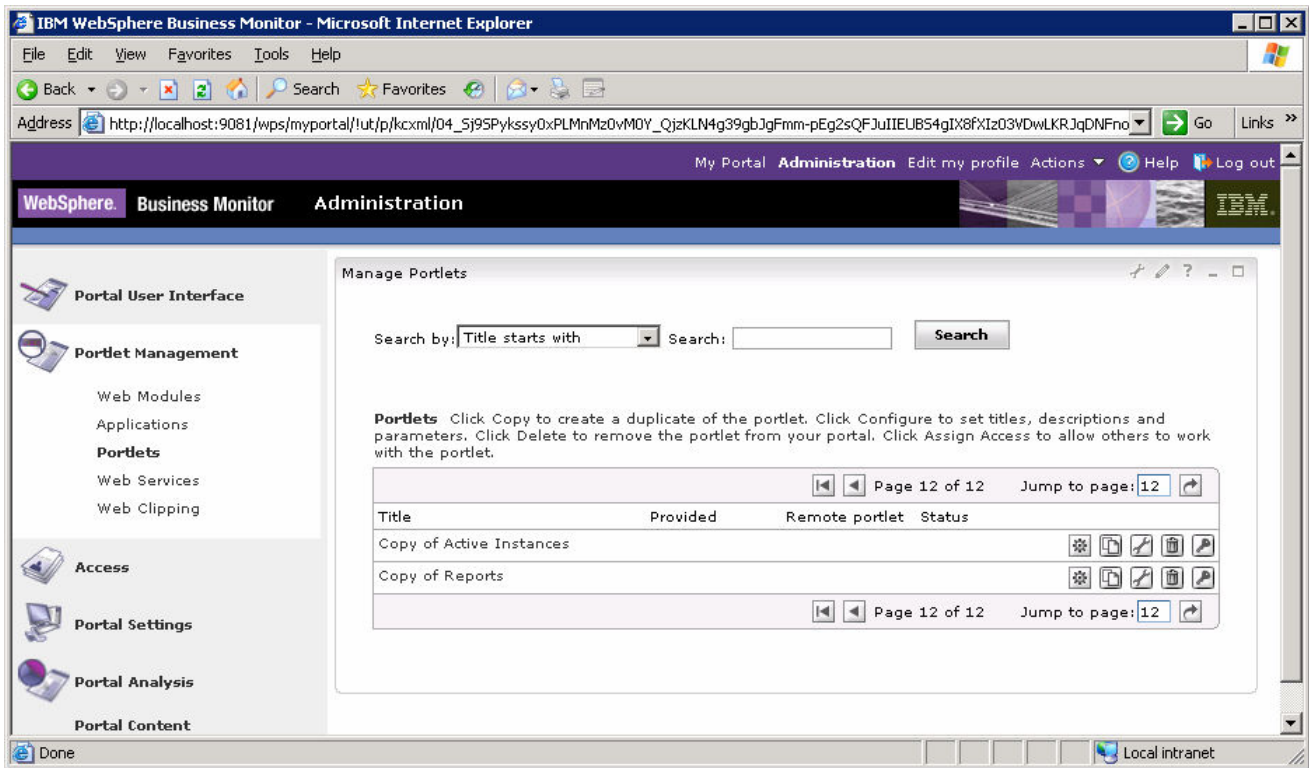 IBM WebSphere Business Monitor - Microsoft Internet Explorer
File Edit View Favorites Tools Help
Back Search Favorites
Address http://localhost:9081/wps/myportal/!ut/p/kcxml/04_Sj9SPykssy0xPLMnMz0vM0Y_QjzKLN4g39gbJgFmm-pEg2sQFJuIIEUB54gIX8fXIz03VDwLKRJqDNFno Go Links »
My Portal Administration Edit my profile Actions Help Log out
WebSphere. Business Monitor Administration IBM.
Manage Portlets ?
Portal User Interface
Search by: Title starts with Search: Search
Portlet Management
Web Modules
Applications
Portlets
Web Services
Web Clipping
Portlets Click Copy to create a duplicate of the portlet. Click Configure to set titles, descriptions and
parameters. Click Delete to remove the portlet from your portal. Click Assign Access to allow others to work
with the portlet.
Page 12 of 12 Jump to page: 12
Title Provided Remote portlet Status
Copy of Active Instances
Copy of Reports
Page 12 of 12 Jump to page: 12
Access
Portal Settings
Portal Analysis
Portal Content
Done Local intranet